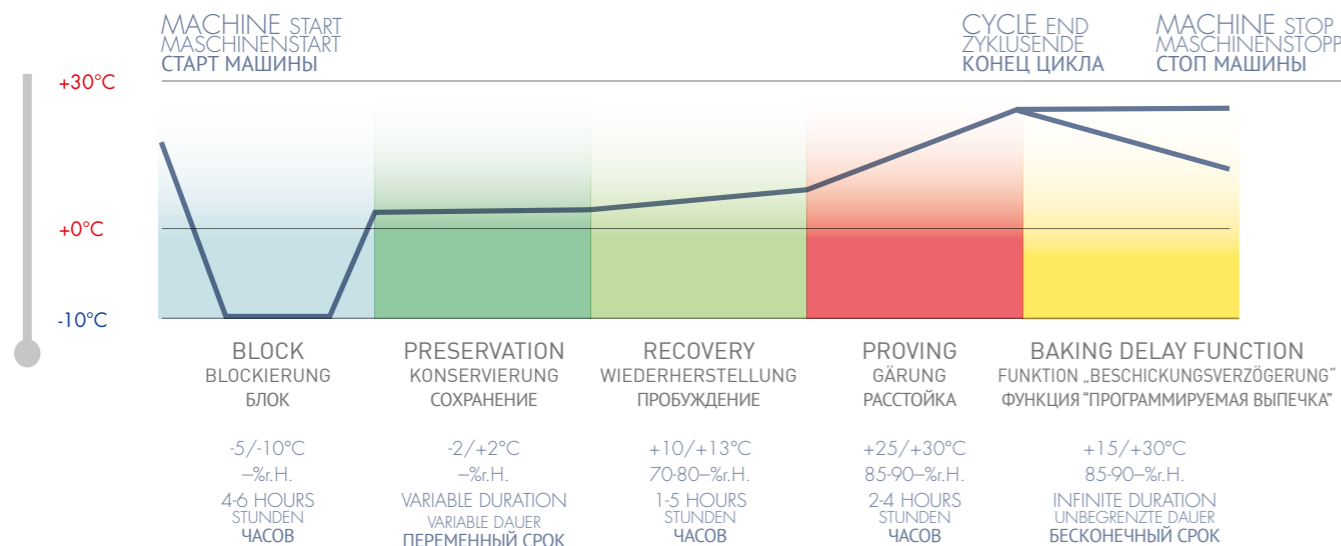 MACHINE START
MASCHINENSTART
СТАРТ МАШИНЫ
CYCLE END
ZYKLUSENDE
КОНЕЦ ЦИКЛА
MACHINE STOP
MASCHINENSTOPP
СТОП МАШИНЫ
+30°C
+0°C
-10°C
BLOCK
BLOCKIERUNG
БЛОК
PRESERVATION
KONSERVIERUNG
СОХРАНЕНИЕ
RECOVERY
WIEDERHERSTELLUNG
ПРОБУЖДЕНИЕ
PROVING
GÄRUNG
РАССТОЙКА
BAKING DELAY FUNCTION
FUNKTION „BESCHICKUNGSVERZÖGERUNG"
ФУНКЦИЯ "ПРОГРАММИРУЕМАЯ ВЫПЕЧКА"
-5/-10°C
–%r.H.
4-6 HOURS
STUNDEN
ЧАСОВ
-2/+2°C
–%r.H.
VARIABLE DURATION
VARIABLE DAUER
ПЕРЕМЕННЫЙ СРОК
+10/+13°C
70-80–%r.H.
1-5 HOURS
STUNDEN
ЧАСОВ
+25/+30°C
85-90–%r.H.
2-4 HOURS
STUNDEN
ЧАСОВ
+15/+30°C
85-90–%r.H.
INFINITE DURATION
UNBEGRENZTE DAUER
БЕСКОНЕЧНЫЙ СРОК